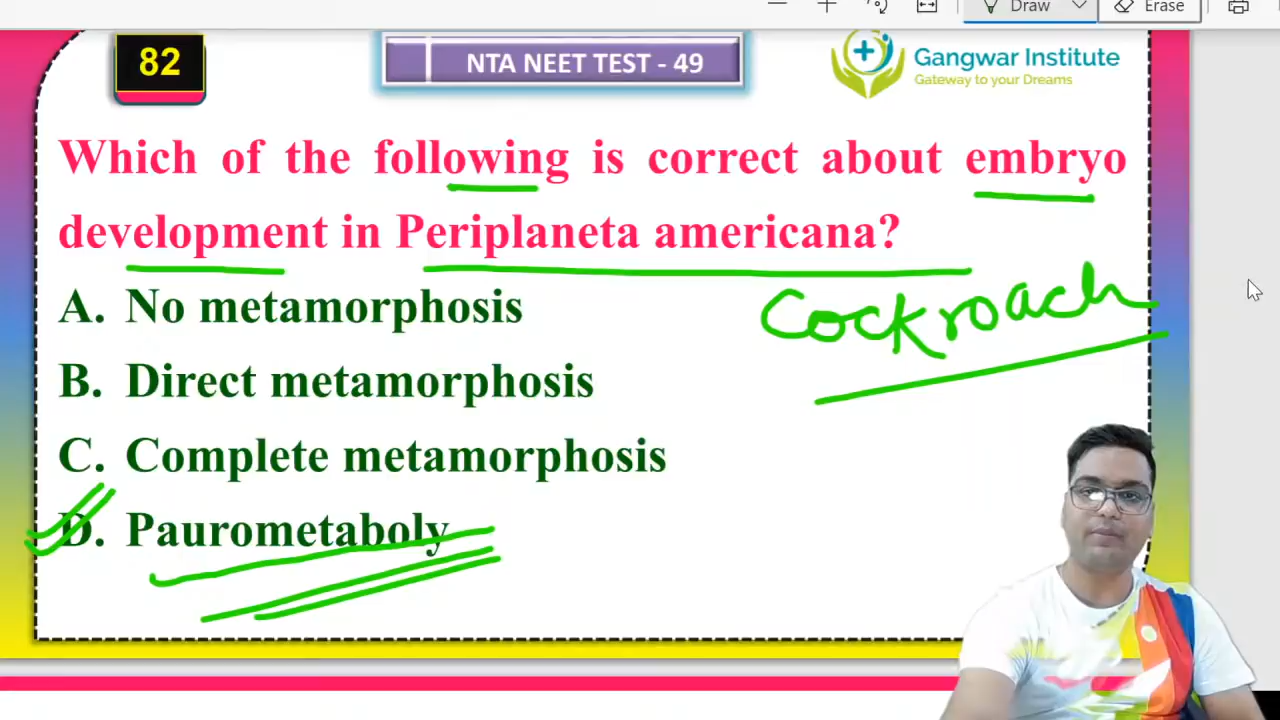 Draw
Erase
82
NTA NEET TEST - 49
Gangwar Institute
Gateway to your Dreams
Which of the following is correct about embryo
development in Periplaneta americana?
A. No metamorphosis
Cockroach
B. Direct metamorphosis
C. Complete metamorphosis
D. Paurometaboly